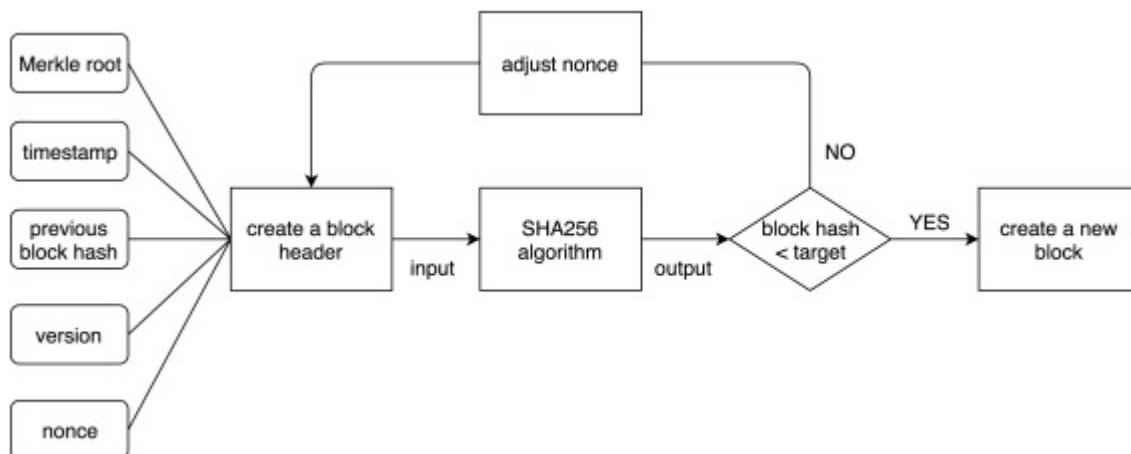 Merkle root
timestamp
previous
block hash
version
nonce
create a block
header
adjust nonce
input
SHA256
algorithm
output
block hash
< target
NO
YES
create a new
block